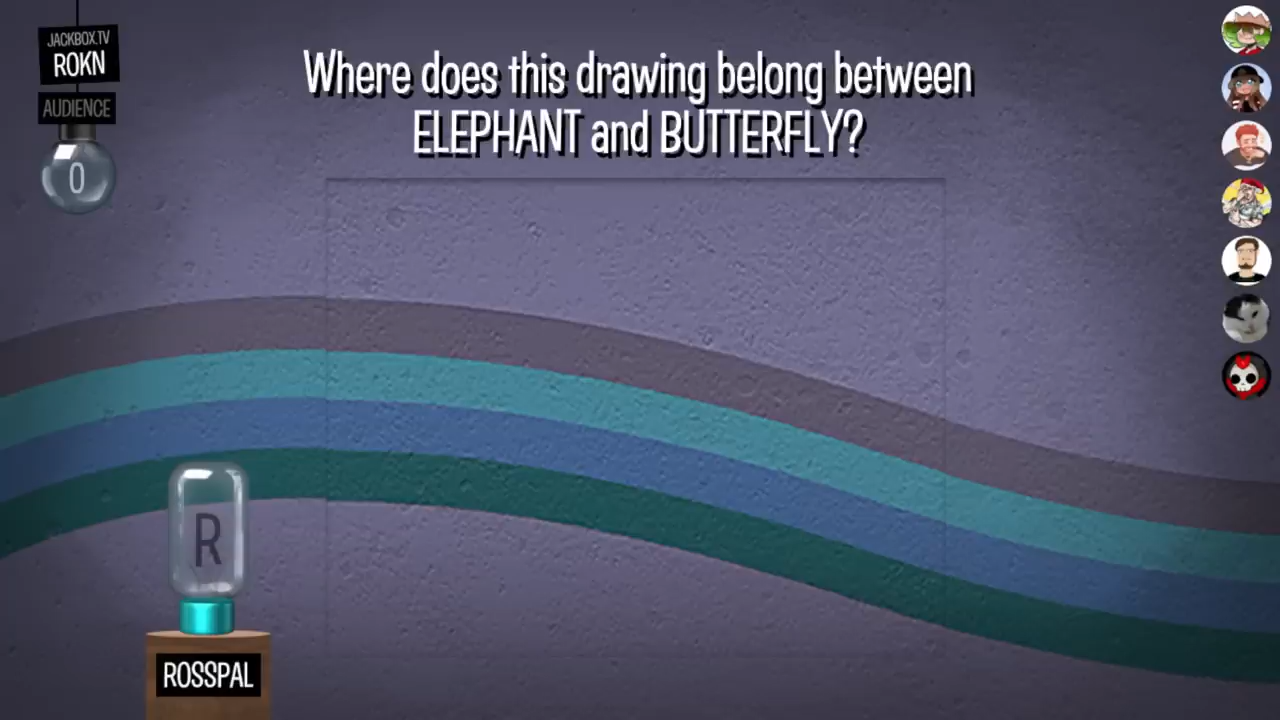 JACKBOX.TV
ROKN
AUDIENCE
0
Where does this drawing belong between
ELEPHANT and BUTTERFLY?
R
ROSSPAL